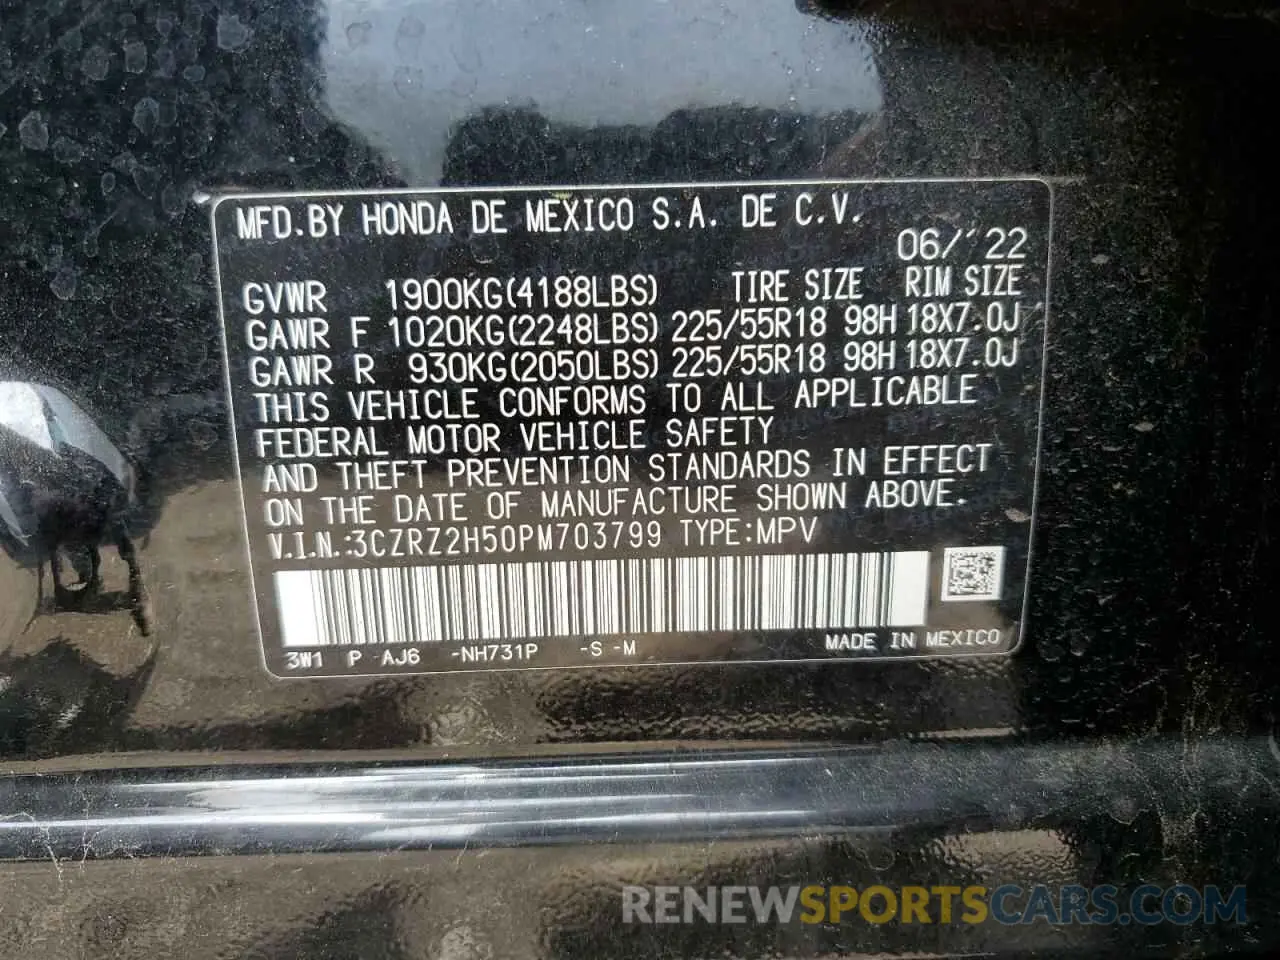 MFD.BY HONDA DE MEXICO S.A. DE C.V.
06/'22
GVWR 1900KG(4188LBS) TIRE SIZE RIM SIZE
GAWR F 1020KG(2248LBS) 225/55R18 98H 18X7.0J
GAWR R 930KG(2050LBS) 225/55R18 98H 18X7.0J
THIS VEHICLE CONFORMS TO ALL APPLICABLE
FEDERAL MOTOR VEHICLE SAFETY
AND THEFT PREVENTION STANDARDS IN EFFECT
ON THE DATE OF MANUFACTURE SHOWN ABOVE.
V.I.N.:3CZRZ2H50PM703799 TYPE:MPV
3W1 P AJ6 -NH731P -S -M MADE IN MEXICO
RENEWSPORTSCARS.COM